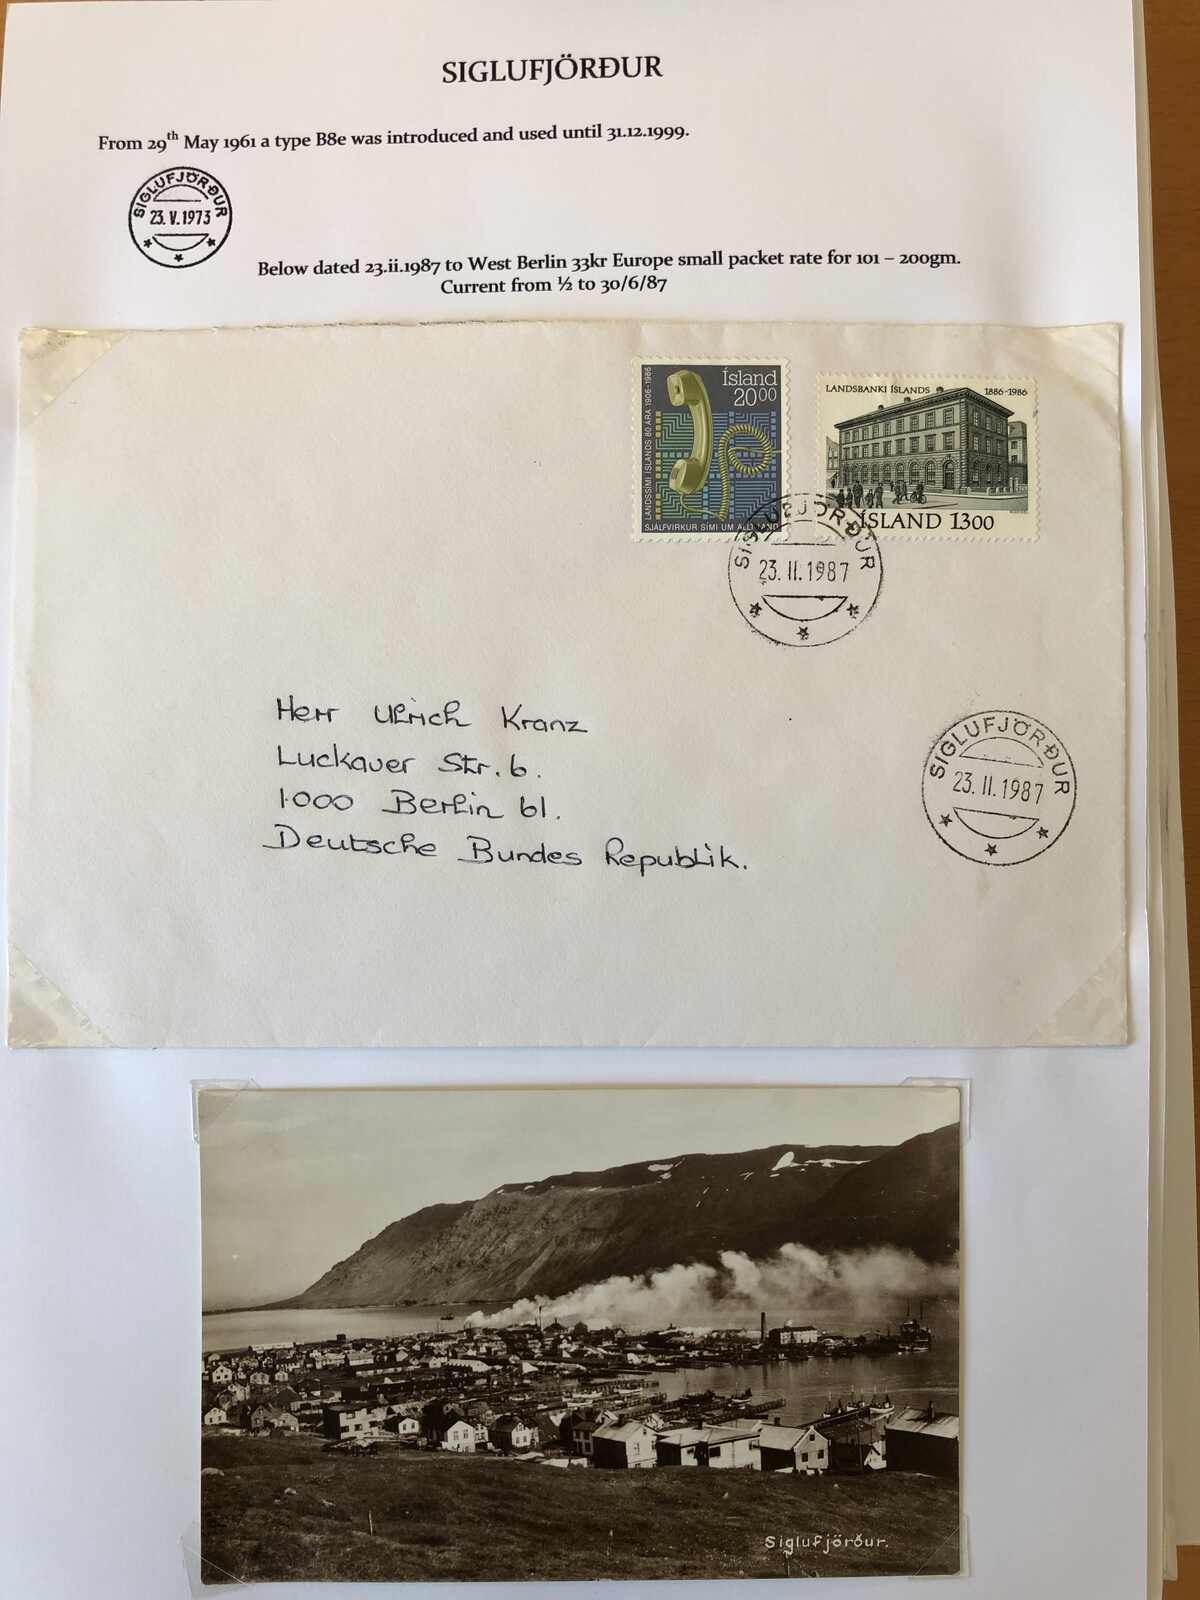 SIGLUFJÖRÐUR
From 29th May 1961 a type B8e was introduced and used until 31.12.1999.
SIGLUFJÖRÐUR
23.V.1973
Below dated 23.ii.1987 to West Berlin 33kr Europe small packet rate for 101 – 200gm.
Current from ½ to 30/6/87
LANDSSÍMI ÍSLANDS 80 ÁRA 1906-1986
Ísland
20.00
SJÁLFVIRKUR SÍMI UM ALLT LAND
LANDSBANKI ÍSLANDS 1886-1986
ÍSLAND 1300
SIGLUFJÖRÐUR
23.II.1987
Herr Ulrich Kranz
Luckauer Str. 6.
1000 Berlin 61.
Deutsche Bundes Republik.
SIGLUFJÖRÐUR
23.II.1987
Siglufjörður.